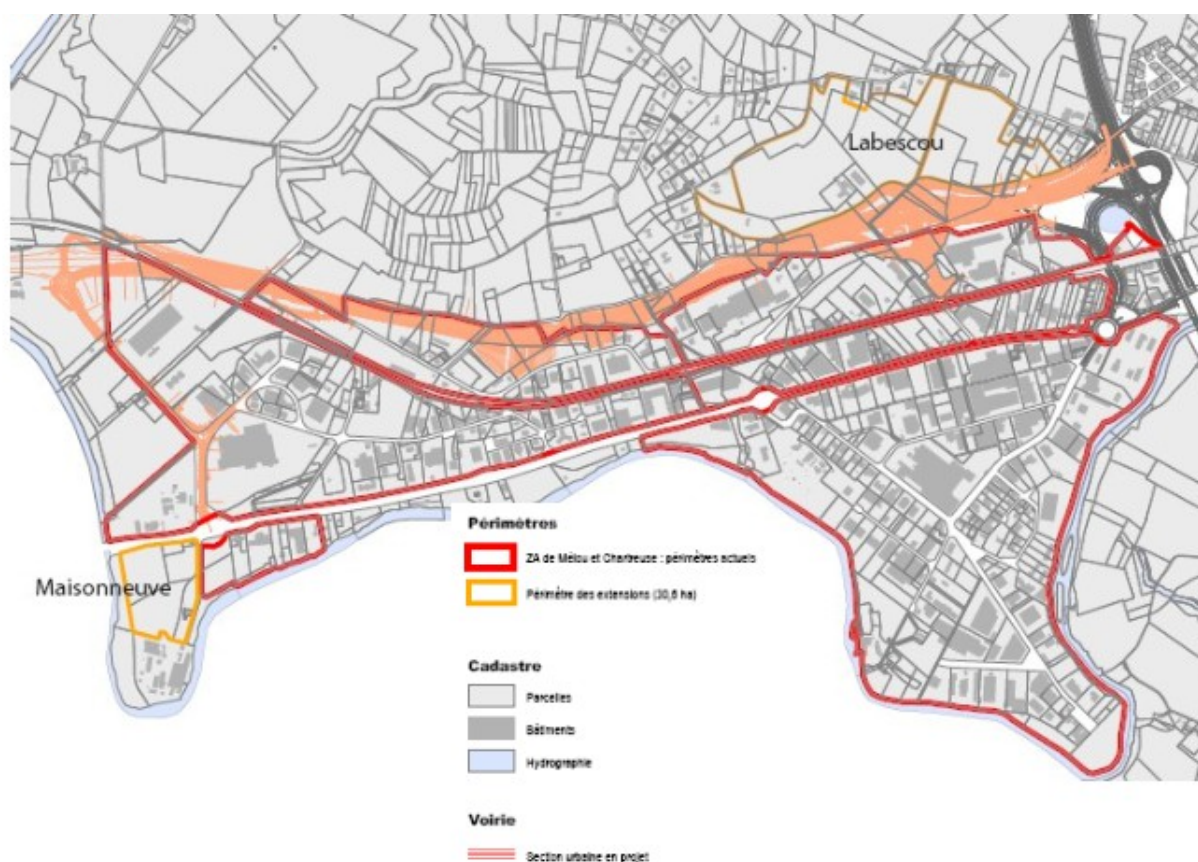 Labescou
Maisonneuve
Périmètres
ZA de Mélou et Chartreuse : périmètres actuels
Périmètre des extensions (30,6 ha)
Cadastre
Parcelles
Bâtiments
Hydrographie
Voirie
Section urbaine en projet